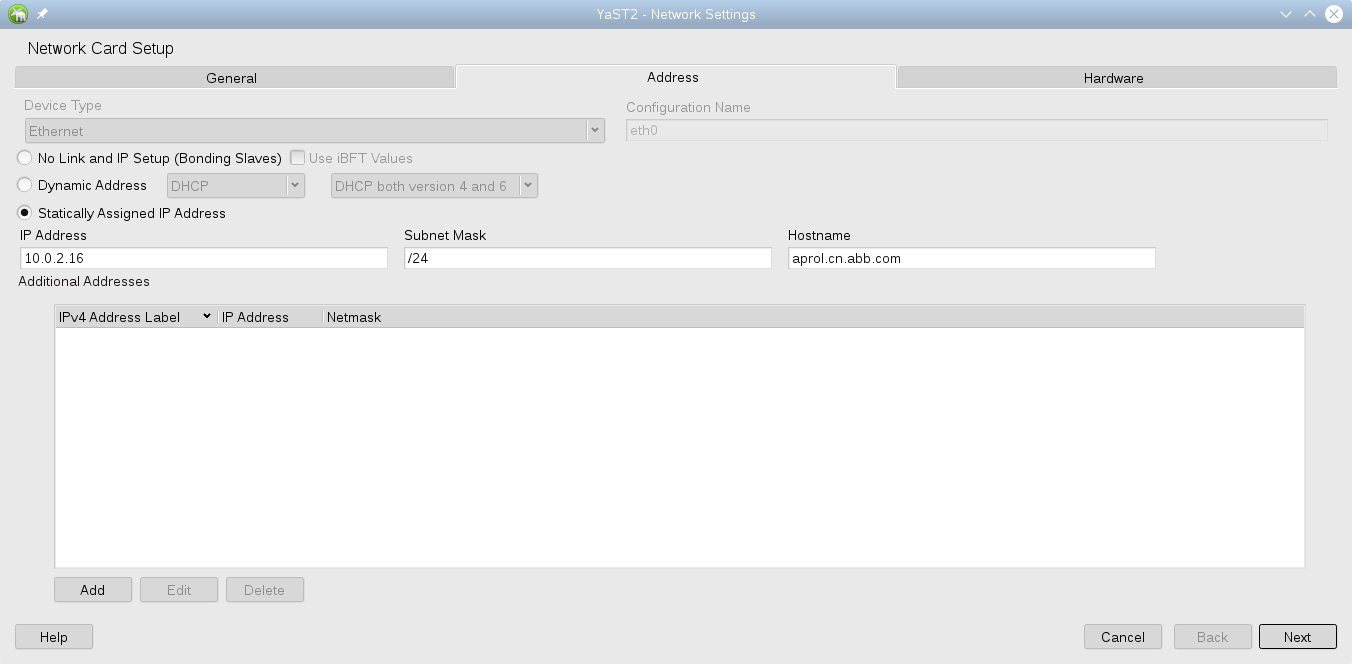 YaST2 - Network Settings
Network Card Setup
General Address Hardware
Device Type Configuration Name
Ethernet eth0
No Link and IP Setup (Bonding Slaves) Use iBFT Values
Dynamic Address DHCP DHCP both version 4 and 6
Statically Assigned IP Address
IP Address Subnet Mask Hostname
10.0.2.16 /24 aprol.cn.abb.com
Additional Addresses
IPv4 Address Label IP Address Netmask
Add Edit Delete
Help Cancel Back Next